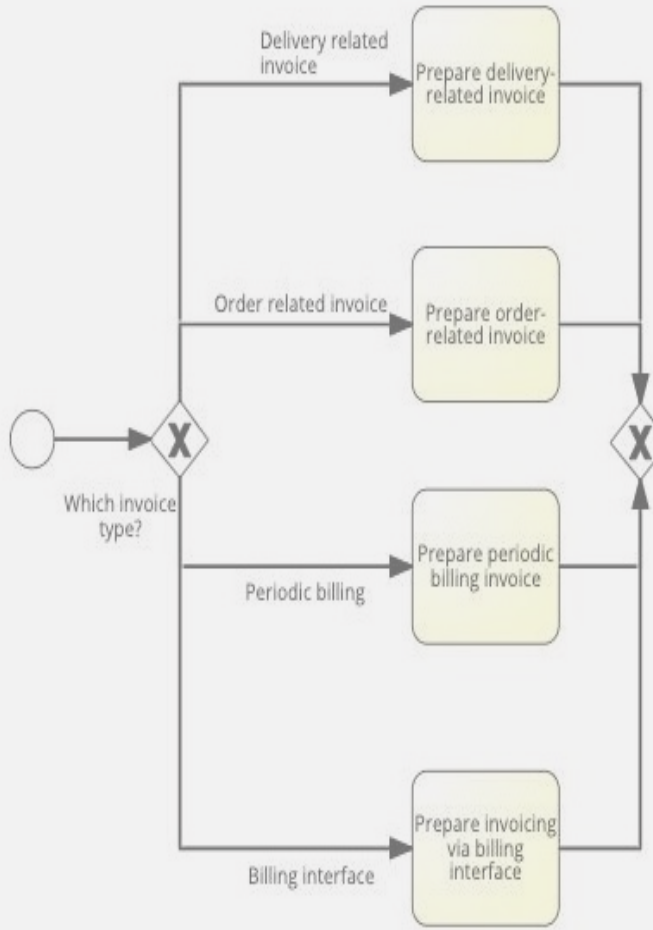 Delivery related
invoice
Prepare delivery-
related invoice
Order related invoice
Prepare order-
related invoice
X
X
Which invoice
type?
Prepare periodic
billing invoice
Periodic billing
Prepare invoicing
via billing
interface
Billing interface